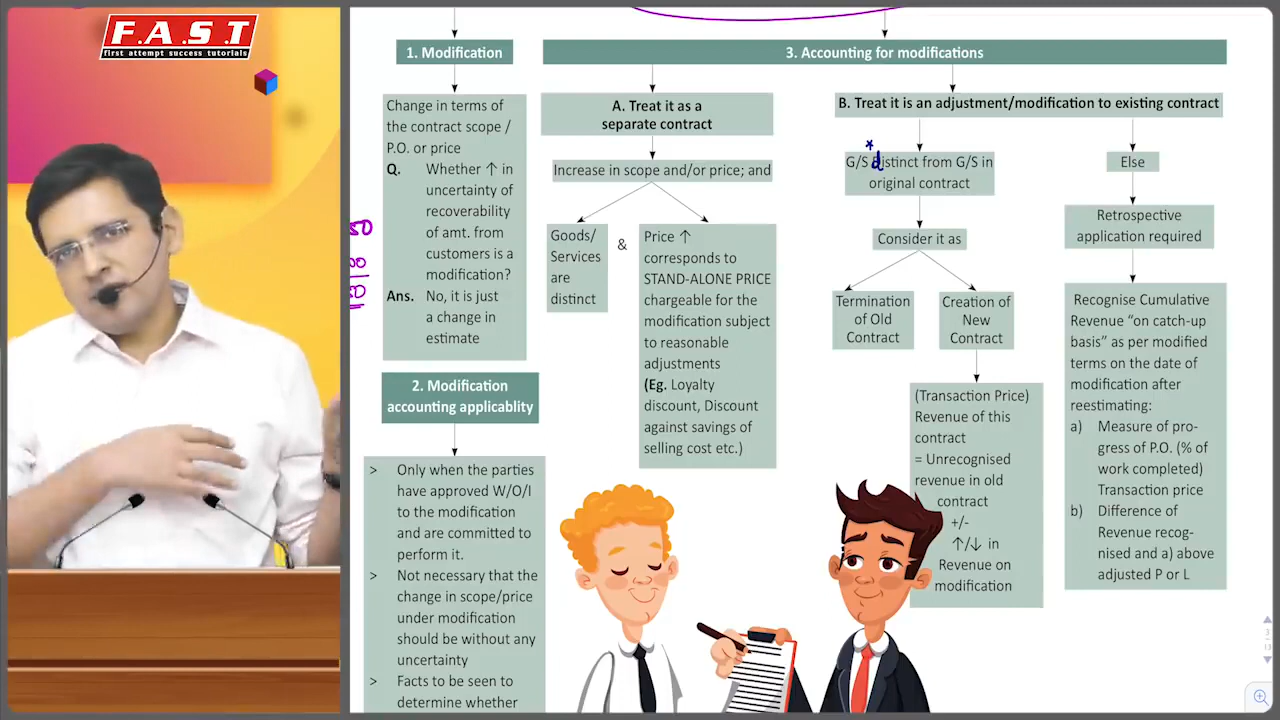 F.A.S.T
first attempt success tutorials
1. Modification
Change in terms of
the contract scope /
P.O. or price
Q. Whether ↑ in
uncertainty of
recoverability
of amt. from
customers is a
modification?
Ans. No, it is just
a change in
estimate
2. Modification
accounting applicablity
> Only when the parties
have approved W/O/I
to the modification
and are committed to
perform it.
> Not necessary that the
change in scope/price
under modification
should be without any
uncertainty
> Facts to be seen to
determine whether
3. Accounting for modifications
A. Treat it as a
separate contract
Increase in scope and/or price; and
Goods/
Services
are
distinct
&
Price ↑
corresponds to
STAND-ALONE PRICE
chargeable for the
modification subject
to reasonable
adjustments
(Eg. Loyalty
discount, Discount
against savings of
selling cost etc.)
B. Treat it is an adjustment/modification to existing contract
*
G/S distinct from G/S in
original contract
Consider it as
Termination
of Old
Contract
Creation of
New
Contract
(Transaction Price)
Revenue of this
contract
= Unrecognised
revenue in old
contract
+/-
↑/↓ in
Revenue on
modification
Else
Retrospective
application required
Recognise Cumulative
Revenue “on catch-up
basis” as per modified
terms on the date of
modification after
reestimating:
a) Measure of pro-
gress of P.O. (% of
work completed)
Transaction price
b) Difference of
Revenue recog-
nised and a) above
adjusted P or L